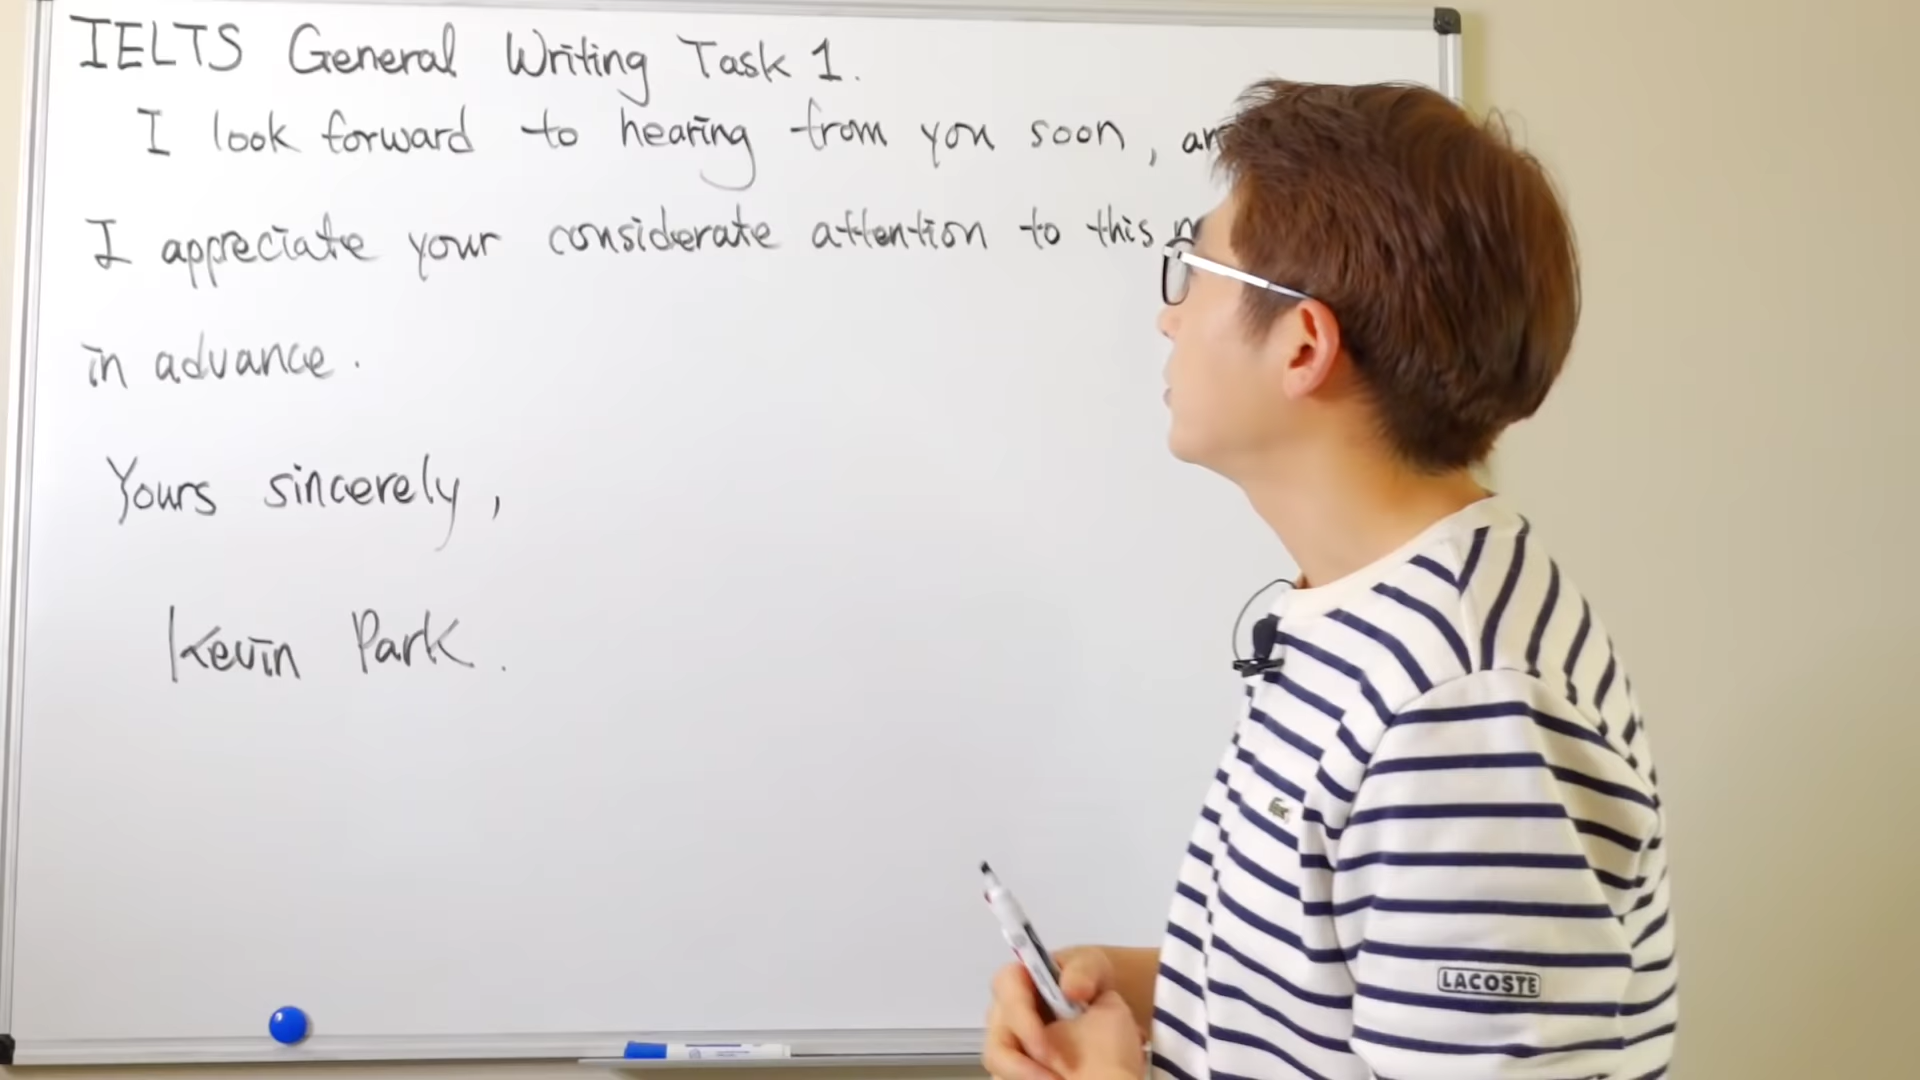 IELTS General Writing Task 1.
I look forward to hearing from you soon,
I appreciate your considerate attention to this
in advance.
Yours sincerely,
Kevin Park.
LACOSTE